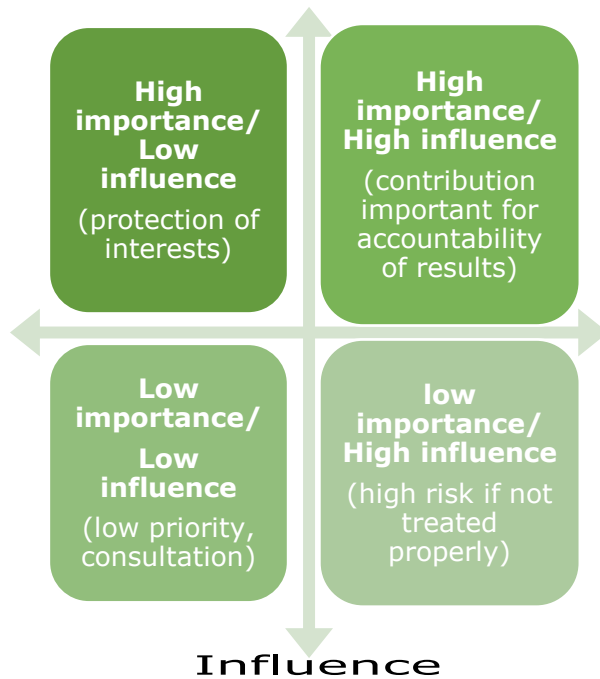 High
importance/
Low
influence
(protection of
interests)
High
importance/
High influence
(contribution
important for
accountability
of results)
Low
importance/
Low
influence
(low priority,
consultation)
low
importance/
High influence
(high risk if not
treated
properly)
Influence